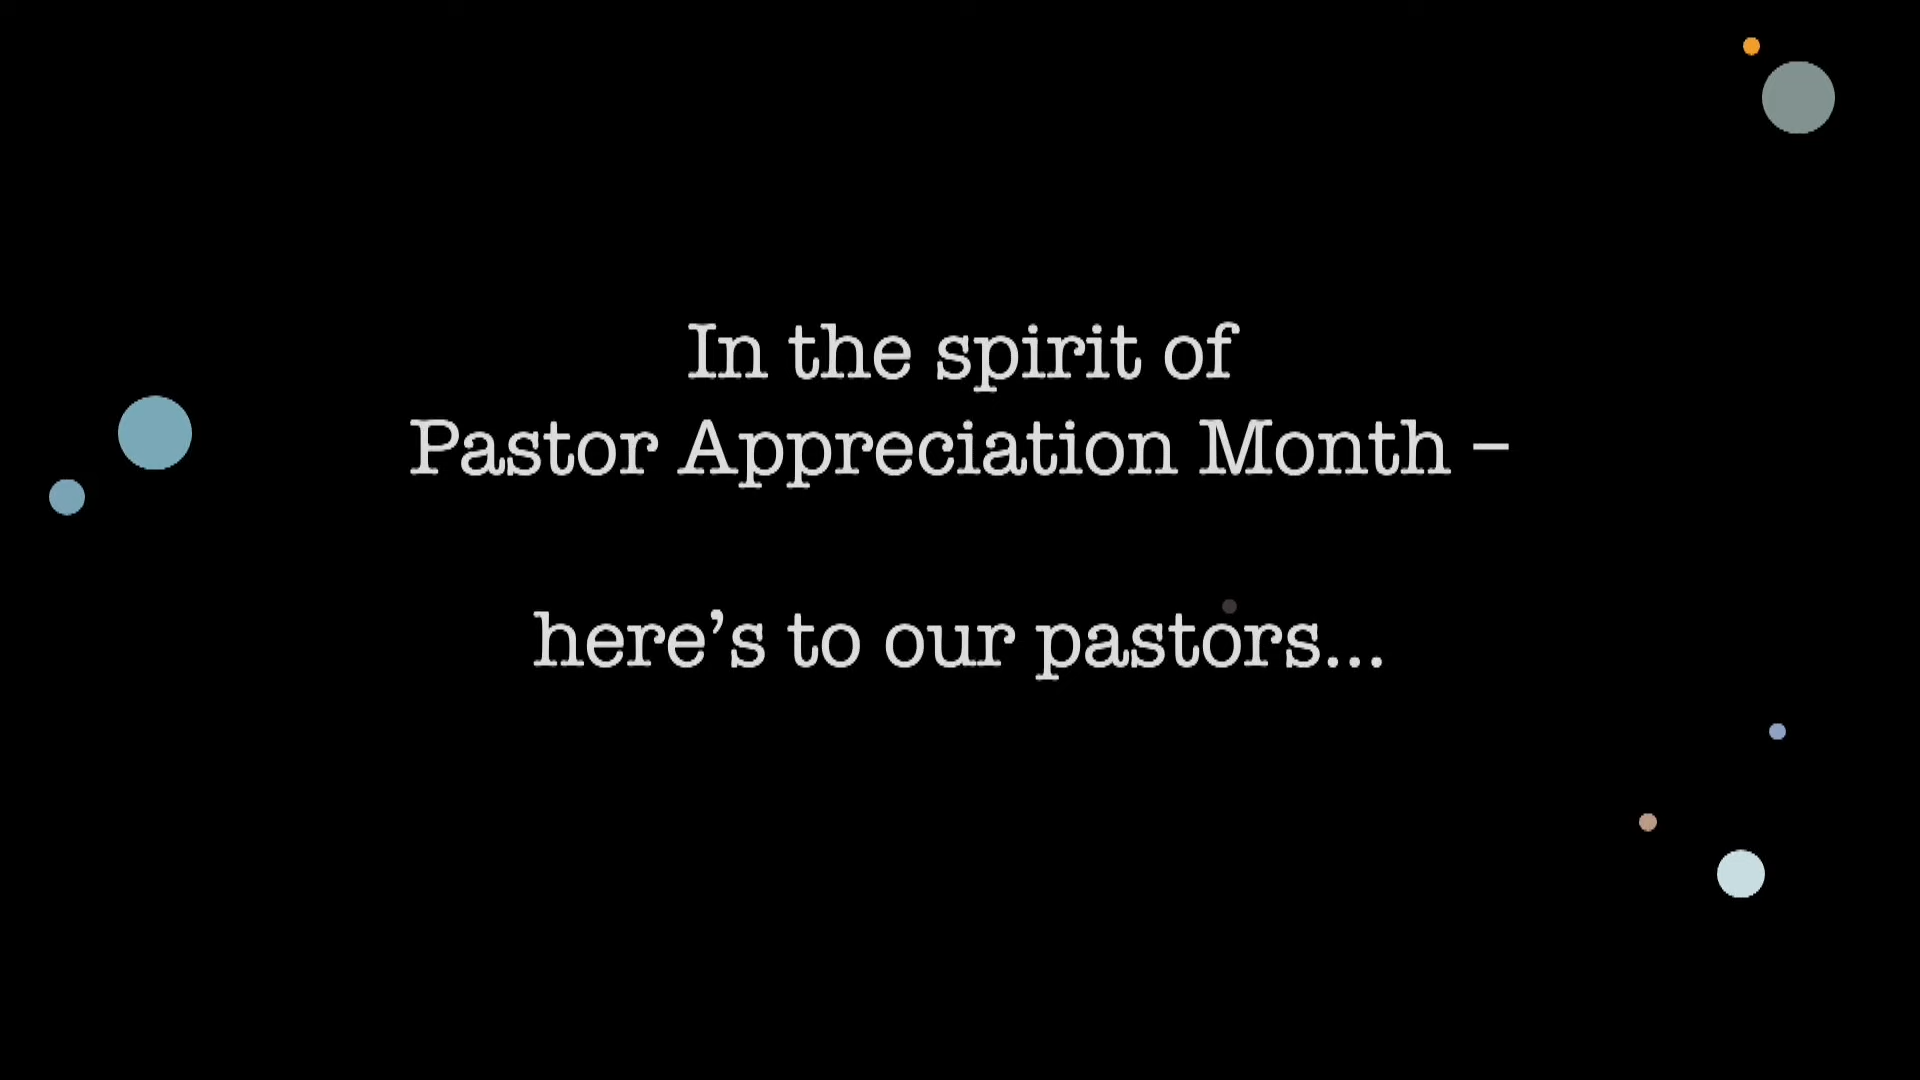 In the spirit of
Pastor Appreciation Month –
here’s to our pastors...